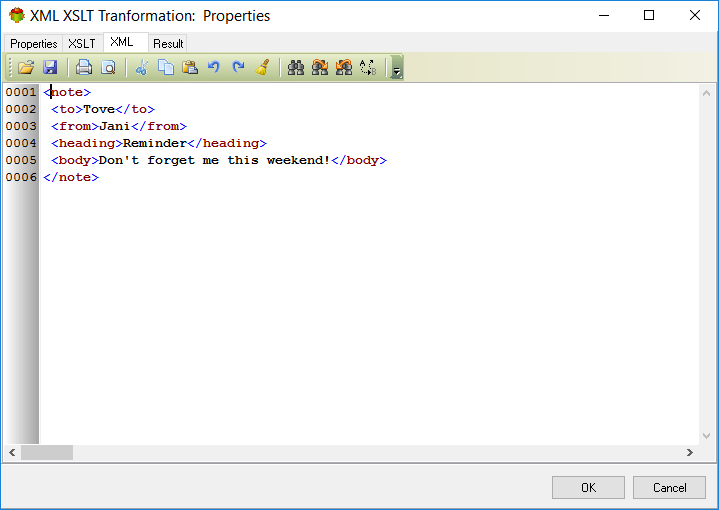 XML XSLT Tranformation: Properties
Properties XSLT XML Result
0001 <note>
0002 <to>Tove</to>
0003 <from>Jani</from>
0004 <heading>Reminder</heading>
0005 <body>Don't forget me this weekend!</body>
0006 </note>
OK Cancel